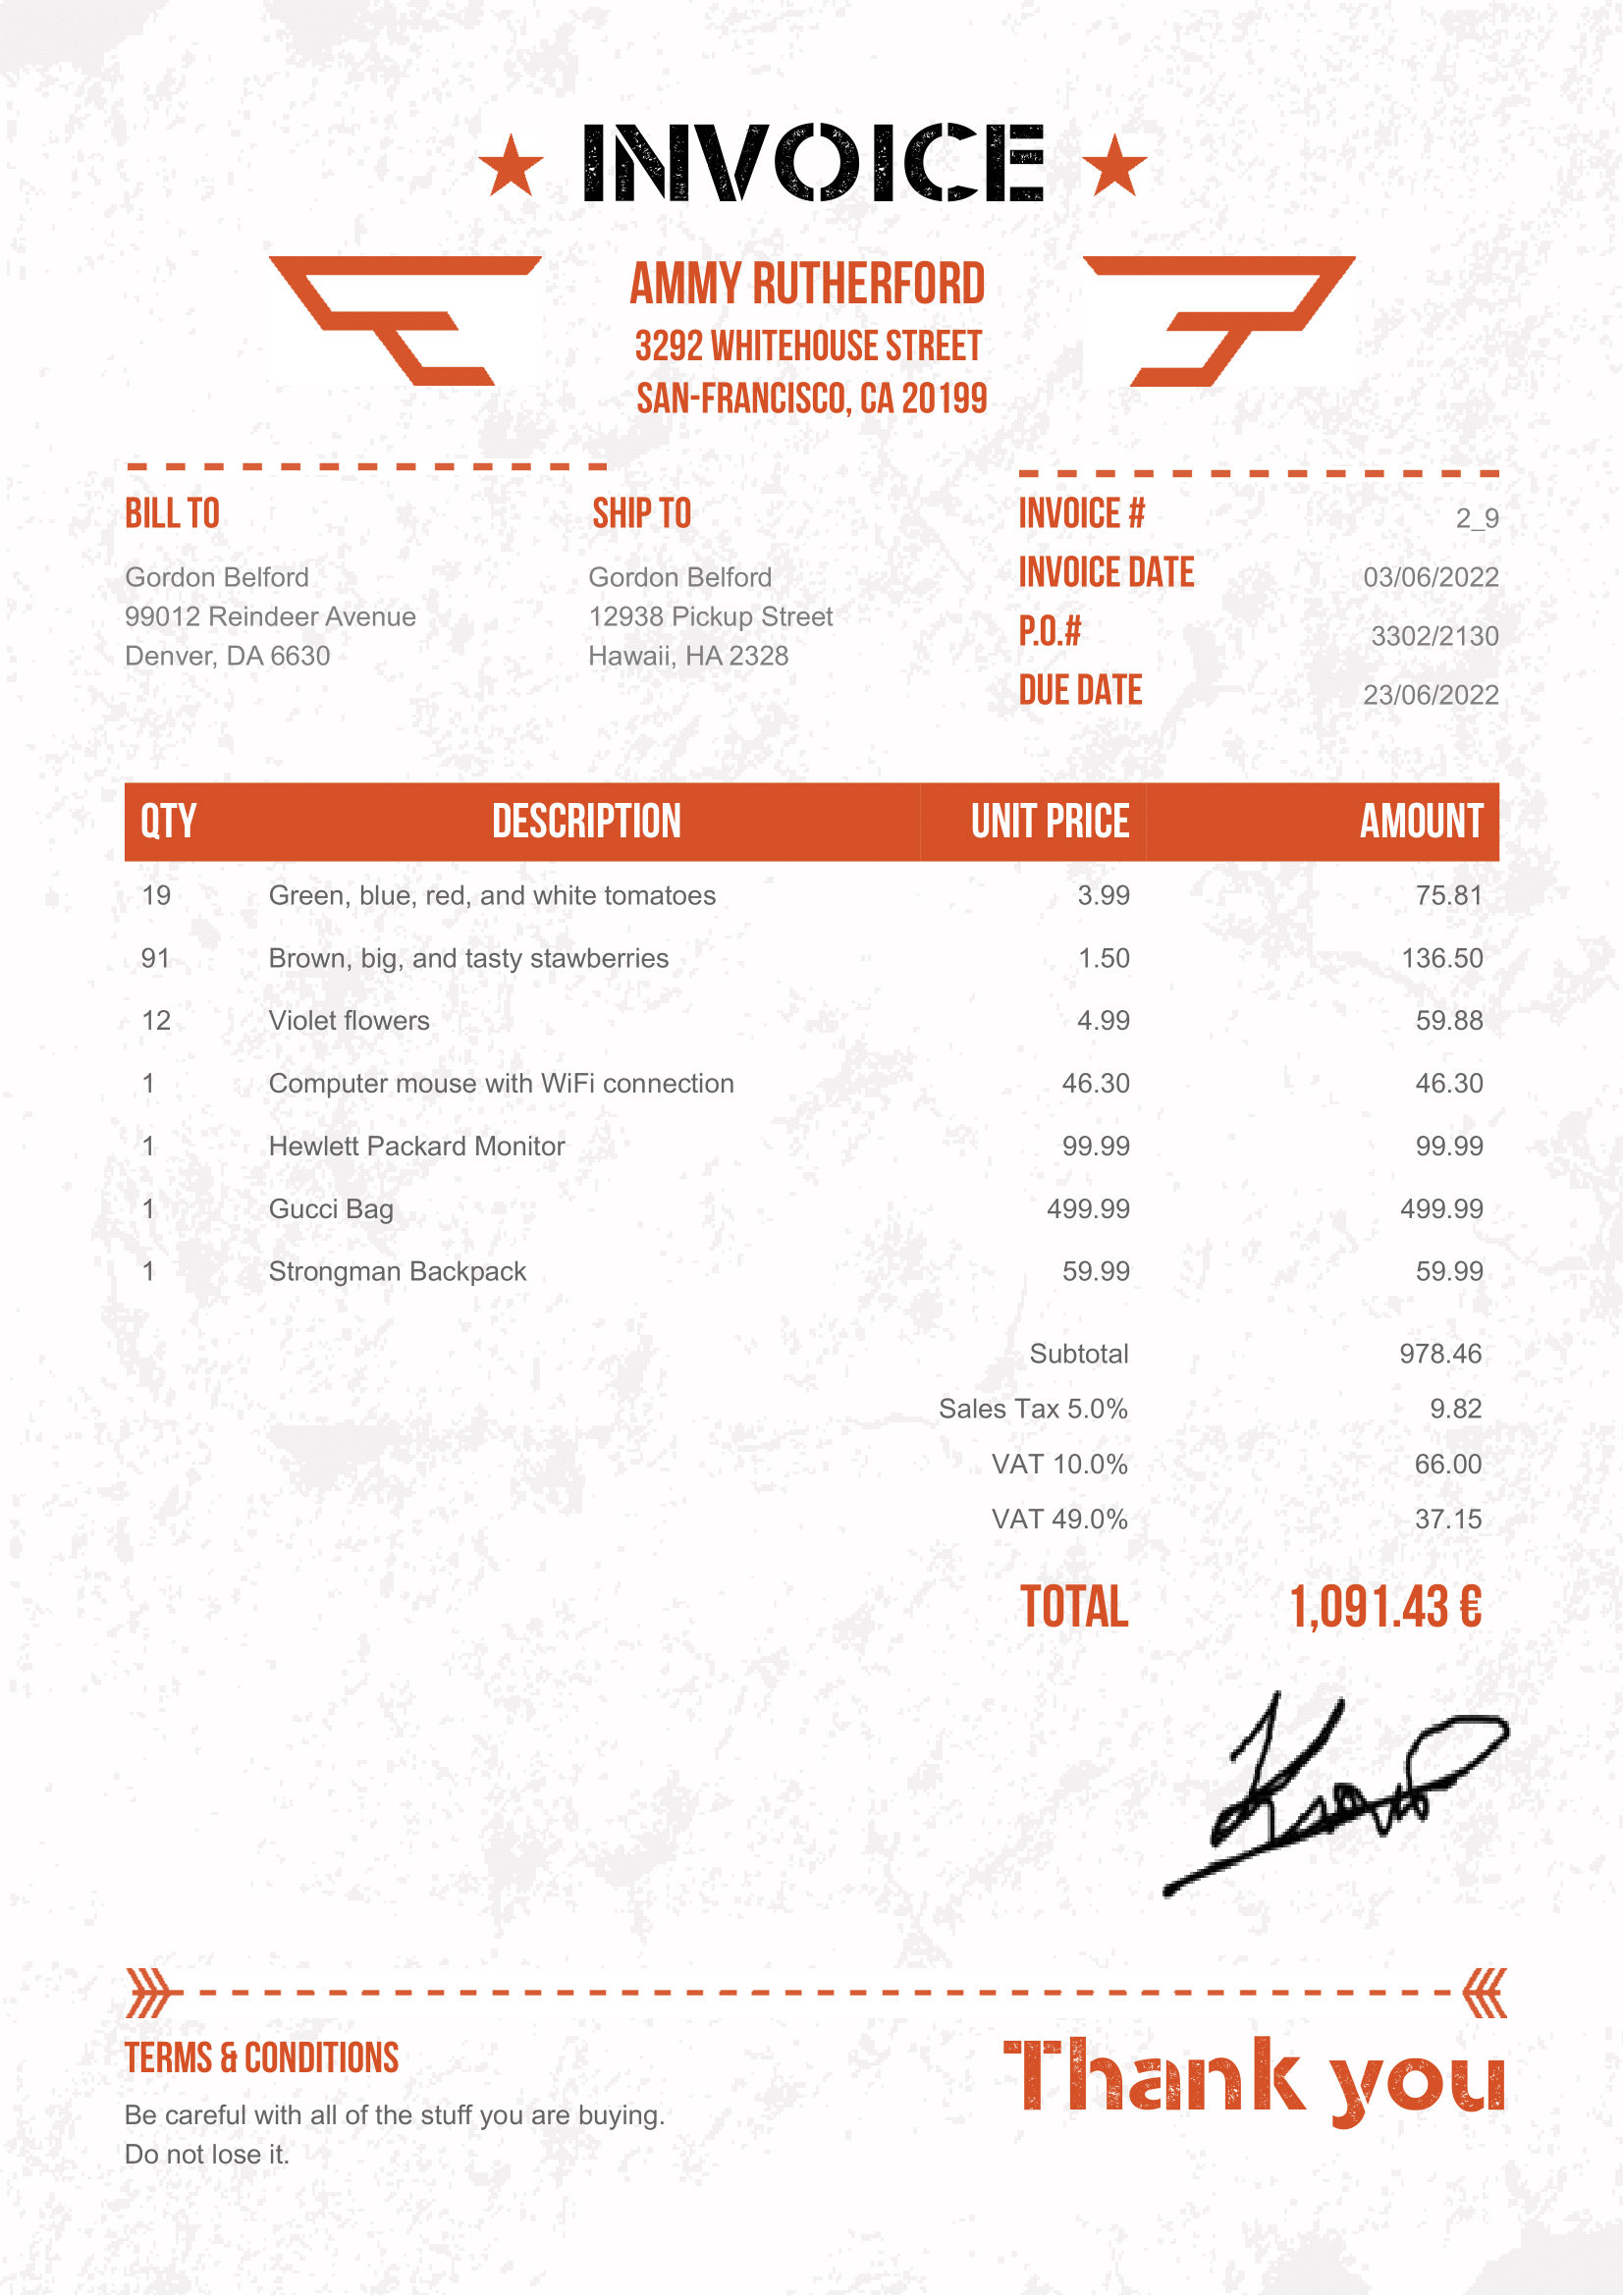 INVOICE
AMMY RUTHERFORD
3292 WHITEHOUSE STREET
SAN-FRANCISCO, CA 20199
BILL TO
Gordon Belford
99012 Reindeer Avenue
Denver, DA 6630
SHIP TO
Gordon Belford
12938 Pickup Street
Hawaii, HA 2328
INVOICE # 2_9
INVOICE DATE 03/06/2022
P.O.# 3302/2130
DUE DATE 23/06/2022
QTY DESCRIPTION UNIT PRICE AMOUNT
19 Green, blue, red, and white tomatoes 3.99 75.81
91 Brown, big, and tasty stawberries 1.50 136.50
12 Violet flowers 4.99 59.88
1 Computer mouse with WiFi connection 46.30 46.30
1 Hewlett Packard Monitor 99.99 99.99
1 Gucci Bag 499.99 499.99
1 Strongman Backpack 59.99 59.99
Subtotal 978.46
Sales Tax 5.0% 9.82
VAT 10.0% 66.00
VAT 49.0% 37.15
TOTAL 1,091.43 €
TERMS & CONDITIONS
Be careful with all of the stuff you are buying.
Do not lose it.
Thank you